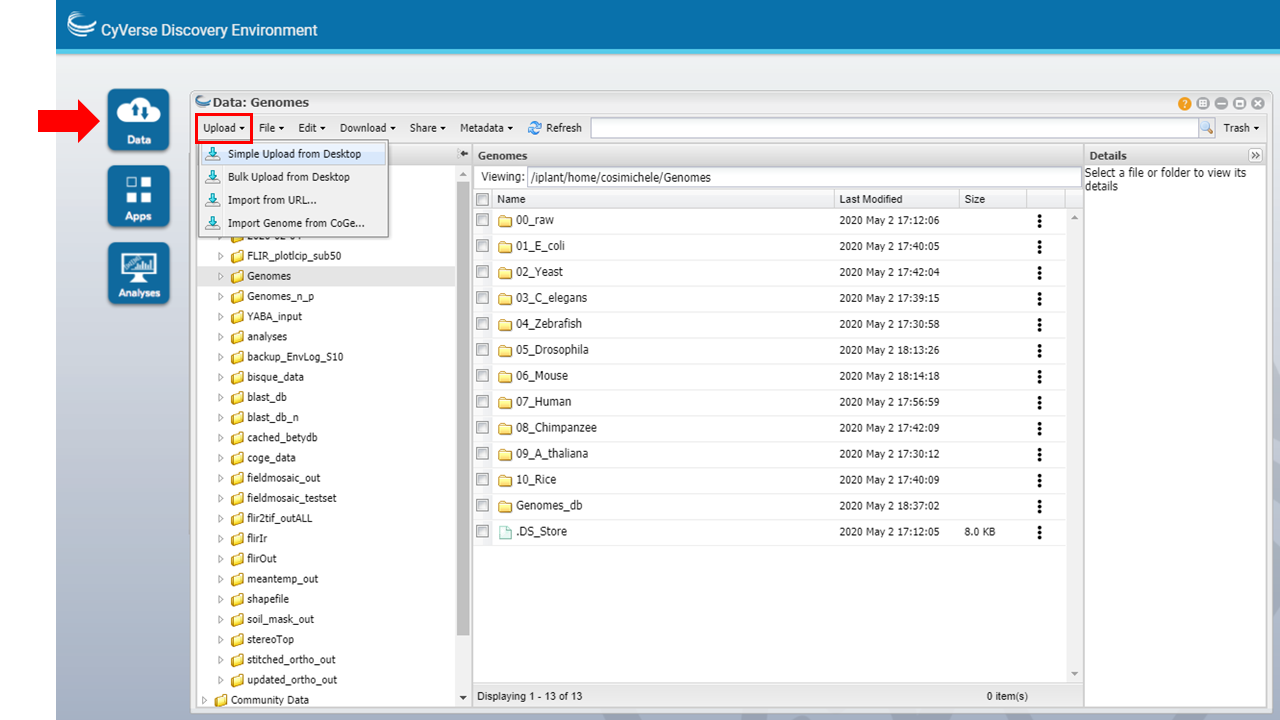 CyVerse Discovery Environment
Data
Apps
Analyses
Data: Genomes
Upload File Edit Download Share Metadata Refresh Trash
Simple Upload from Desktop
Bulk Upload from Desktop
Import from URL...
Import Genome from CoGe...
FLIR_plotlcip_sub50
Genomes
Genomes_n_p
YABA_input
analyses
backup_EnvLog_S10
bisque_data
blast_db
blast_db_n
cached_betydb
coge_data
fieldmosaic_out
fieldmosaic_testset
flir2tif_outALL
flirIr
flirOut
meantemp_out
shapefile
soil_mask_out
stereoTop
stitched_ortho_out
updated_ortho_out
Community Data
Genomes
Viewing: /iplant/home/cosimichele/Genomes
Name Last Modified Size
00_raw 2020 May 2 17:12:06
01_E_coli 2020 May 2 17:40:05
02_Yeast 2020 May 2 17:42:04
03_C_elegans 2020 May 2 17:39:15
04_Zebrafish 2020 May 2 17:30:58
05_Drosophila 2020 May 2 18:13:26
06_Mouse 2020 May 2 18:14:18
07_Human 2020 May 2 17:56:59
08_Chimpanzee 2020 May 2 17:42:09
09_A_thaliana 2020 May 2 17:30:12
10_Rice 2020 May 2 17:40:09
Genomes_db 2020 May 2 18:37:02
.DS_Store 2020 May 2 17:12:05 8.0 KB
Displaying 1 - 13 of 13 0 item(s)
Details
Select a file or folder to view its
details